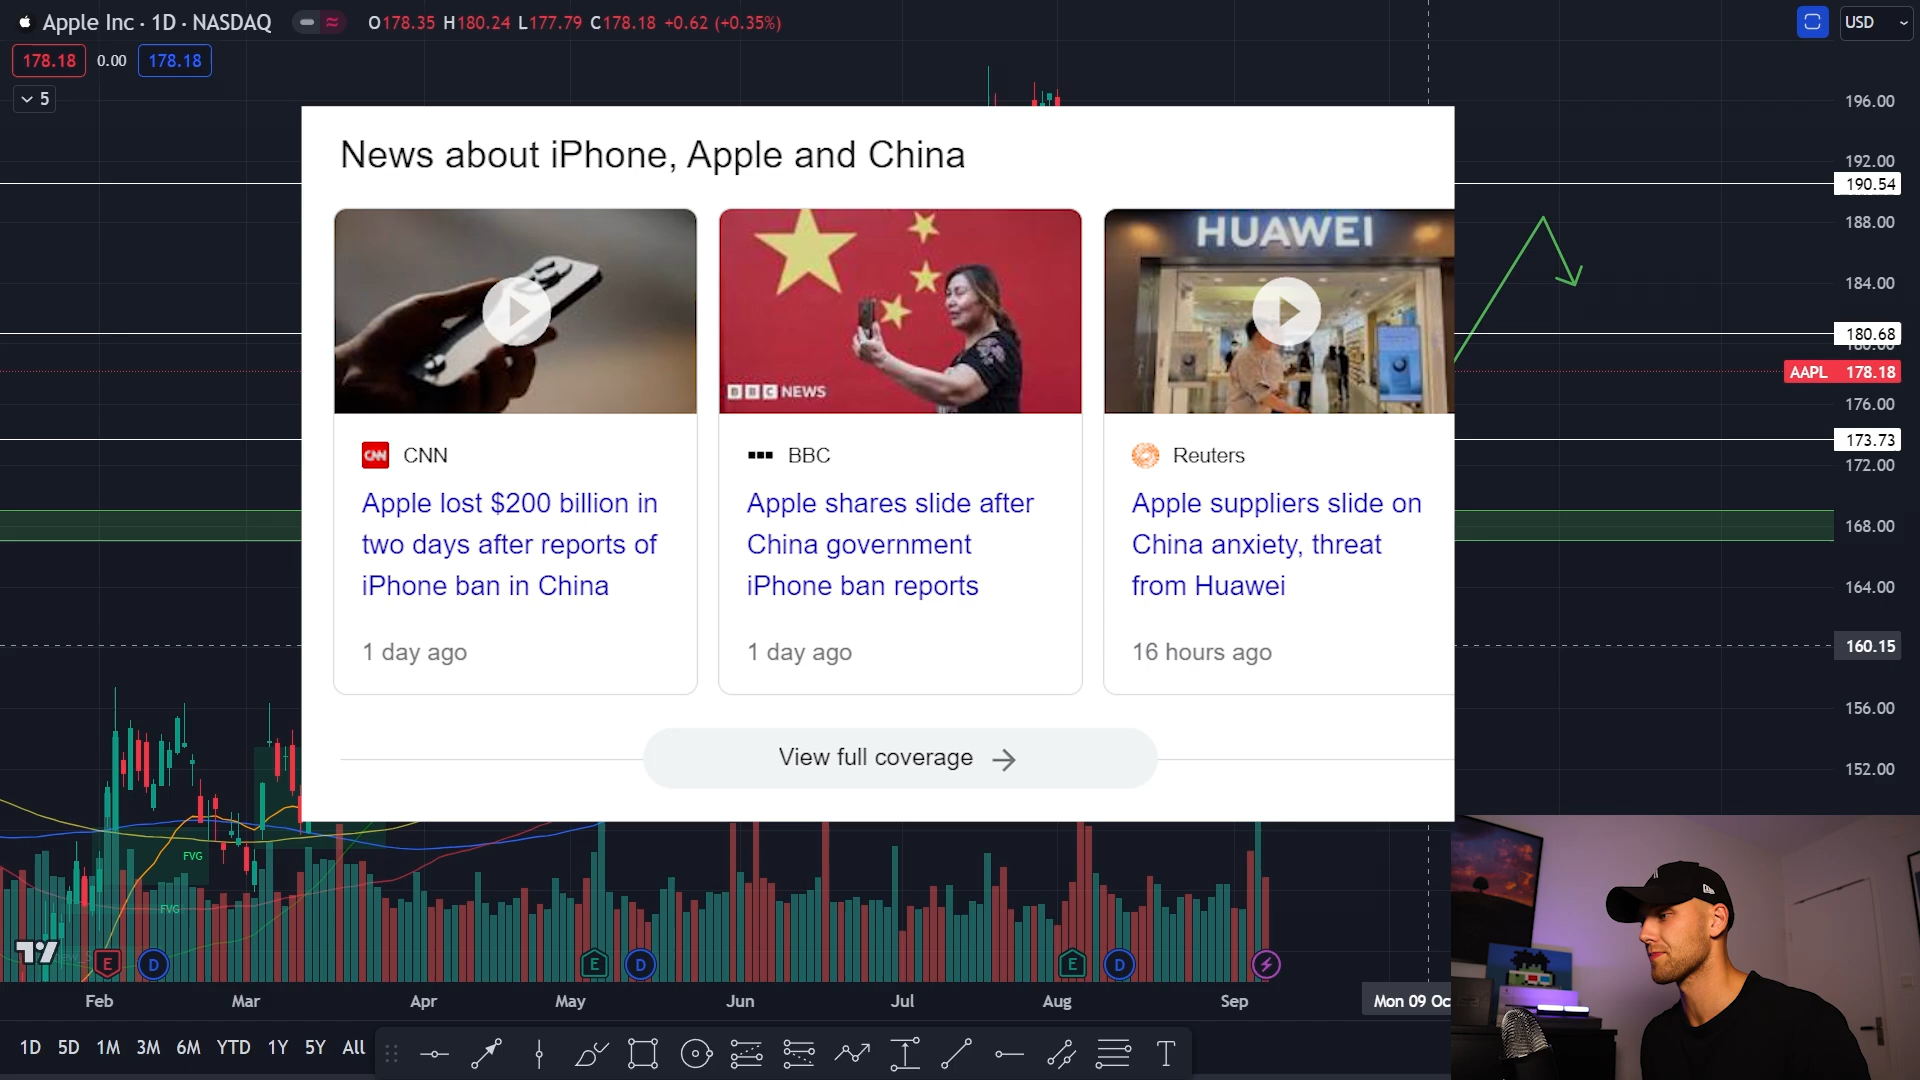 Apple Inc · 1D · NASDAQ
O178.35 H180.24 L177.79 C178.18 +0.62 (+0.35%)
USD
178.18 0.00 178.18
5
196.00
192.00
190.54
188.00
184.00
180.68
AAPL 178.18
176.00
173.73
172.00
168.00
164.00
160.15
156.00
152.00
News about iPhone, Apple and China
HUAWEI
BBC NEWS
CNN
Apple lost $200 billion in
two days after reports of
iPhone ban in China
1 day ago
BBC
Apple shares slide after
China government
iPhone ban reports
1 day ago
Reuters
Apple suppliers slide on
China anxiety, threat
from Huawei
16 hours ago
View full coverage
FVG
FVG
E D E D E D
Feb Mar Apr May Jun Jul Aug Sep Mon 09 Oc
1D 5D 1M 3M 6M YTD 1Y 5Y All